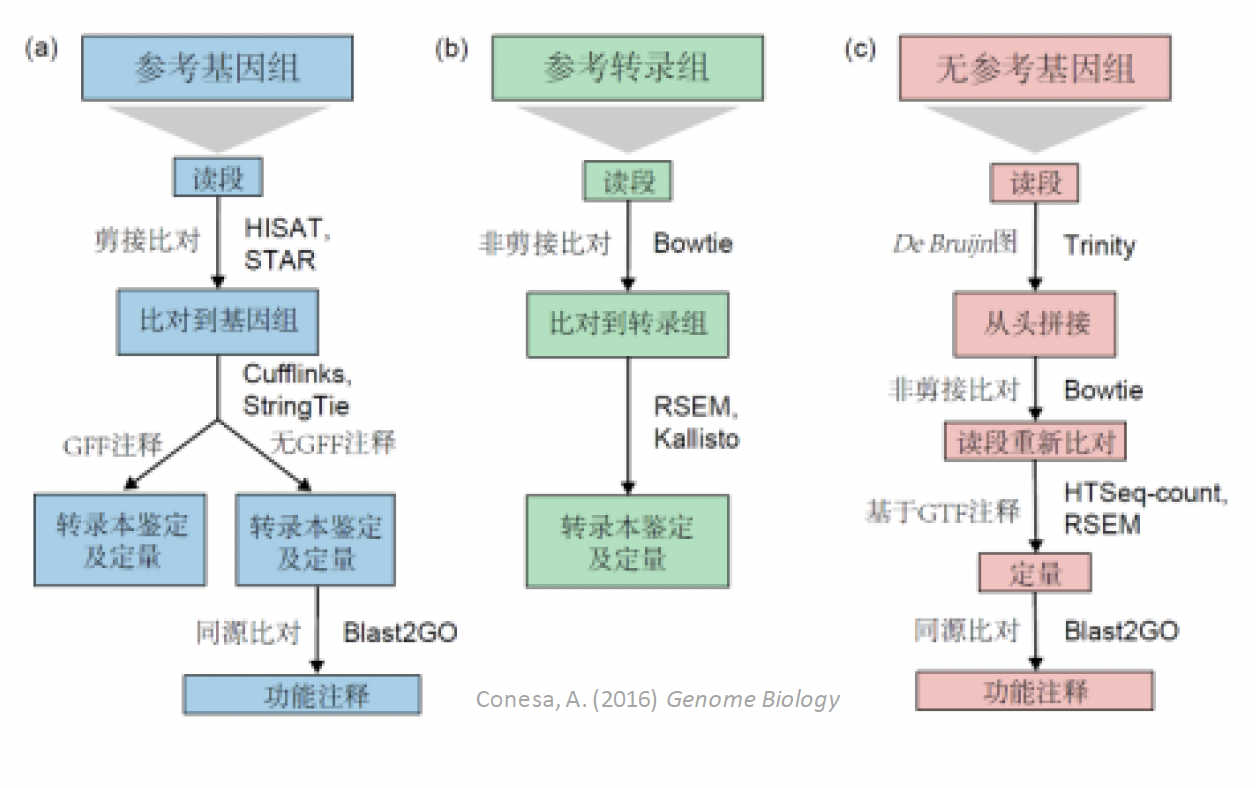 (a)
参考基因组
读段
剪接比对
HISAT,
STAR
比对到基因组
Cufflinks,
StringTie
GFF注释
无GFF注释
转录本鉴定
及定量
转录本鉴定
及定量
同源比对
Blast2GO
功能注释
(b)
参考转录组
读段
非剪接比对
Bowtie
比对到转录组
RSEM,
Kallisto
转录本鉴定
及定量
Conesa, A. (2016) Genome Biology
(c)
无参考基因组
读段
De Bruijn图
Trinity
从头拼接
非剪接比对
Bowtie
读段重新比对
基于GTF注释
HTSeq-count,
RSEM
定量
同源比对
Blast2GO
功能注释